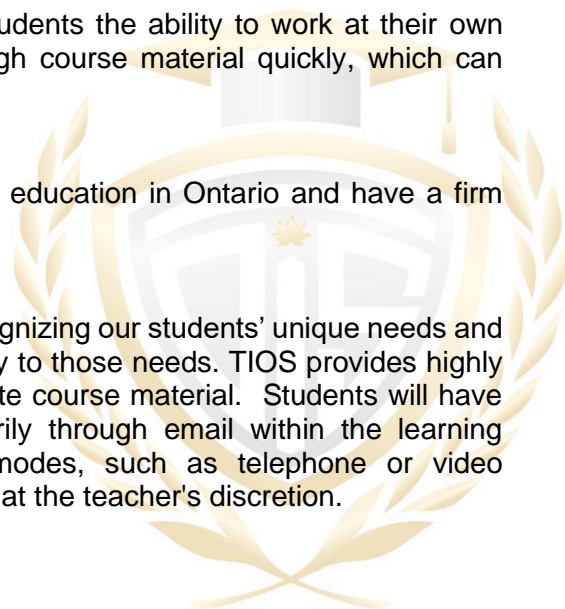 udents the ability to work at their own
gh course material quickly, which can
education in Ontario and have a firm
gnizing our students’ unique needs and
y to those needs. TIOS provides highly
te course material. Students will have
rily through email within the learning
modes, such as telephone or video
at the teacher's discretion.